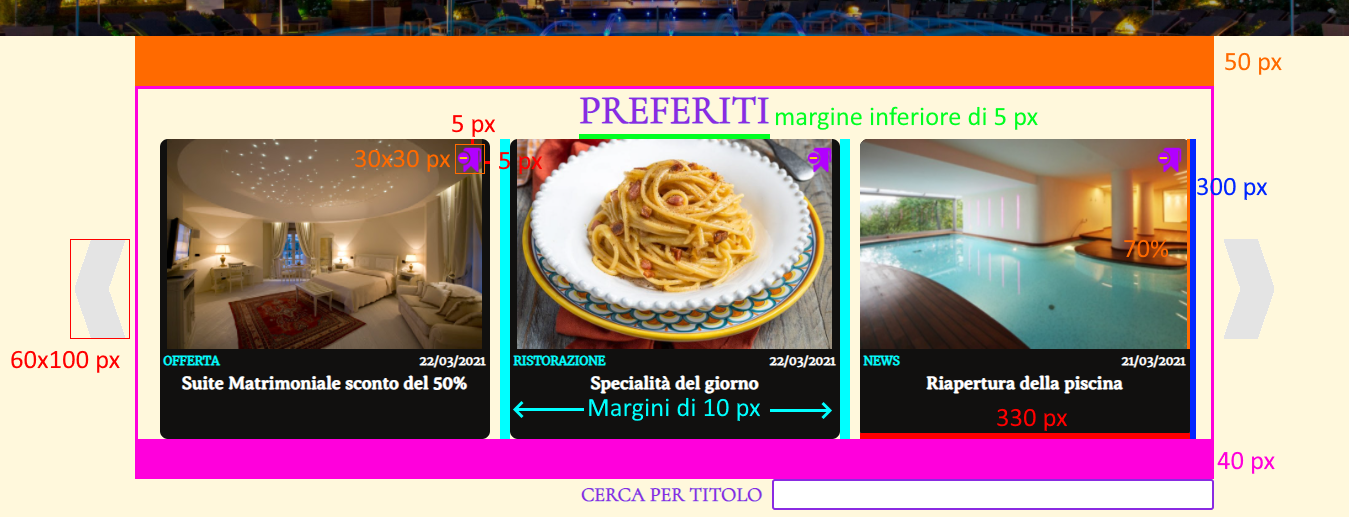 50 px
PREFERITI
margine inferiore di 5 px
5 px
30x30 px
5 px
300 px
70%
60x100 px
OFFERTA 22/03/2021
Suite Matrimoniale sconto del 50%
RISTORAZIONE 22/03/2021
Specialità del giorno
Margini di 10 px
NEWS 21/03/2021
Riapertura della piscina
330 px
40 px
CERCA PER TITOLO